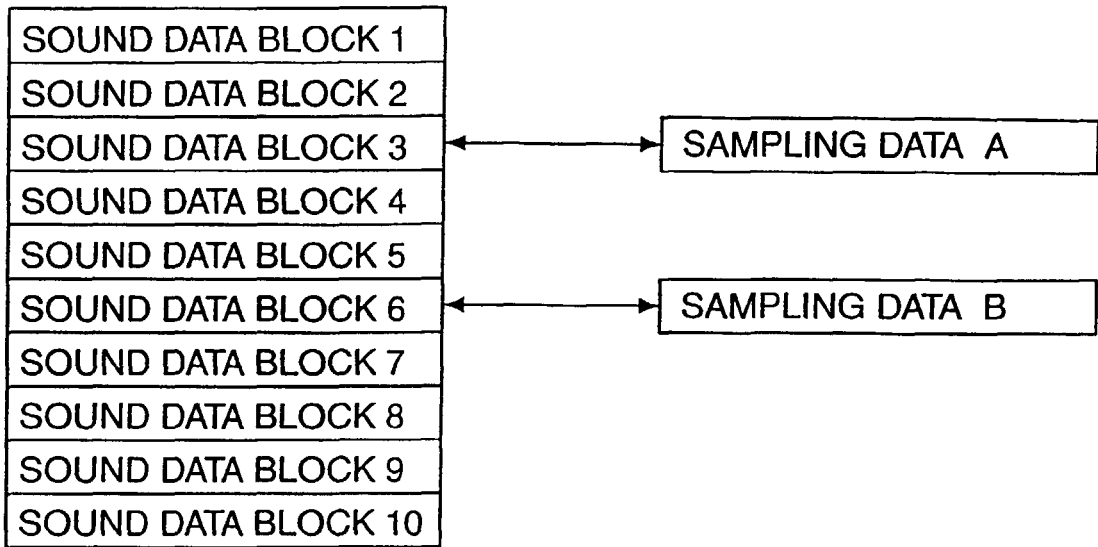 SOUND DATA BLOCK 1
SOUND DATA BLOCK 2
SOUND DATA BLOCK 3
SAMPLING DATA A
SOUND DATA BLOCK 4
SOUND DATA BLOCK 5
SOUND DATA BLOCK 6
SAMPLING DATA B
SOUND DATA BLOCK 7
SOUND DATA BLOCK 8
SOUND DATA BLOCK 9
SOUND DATA BLOCK 10